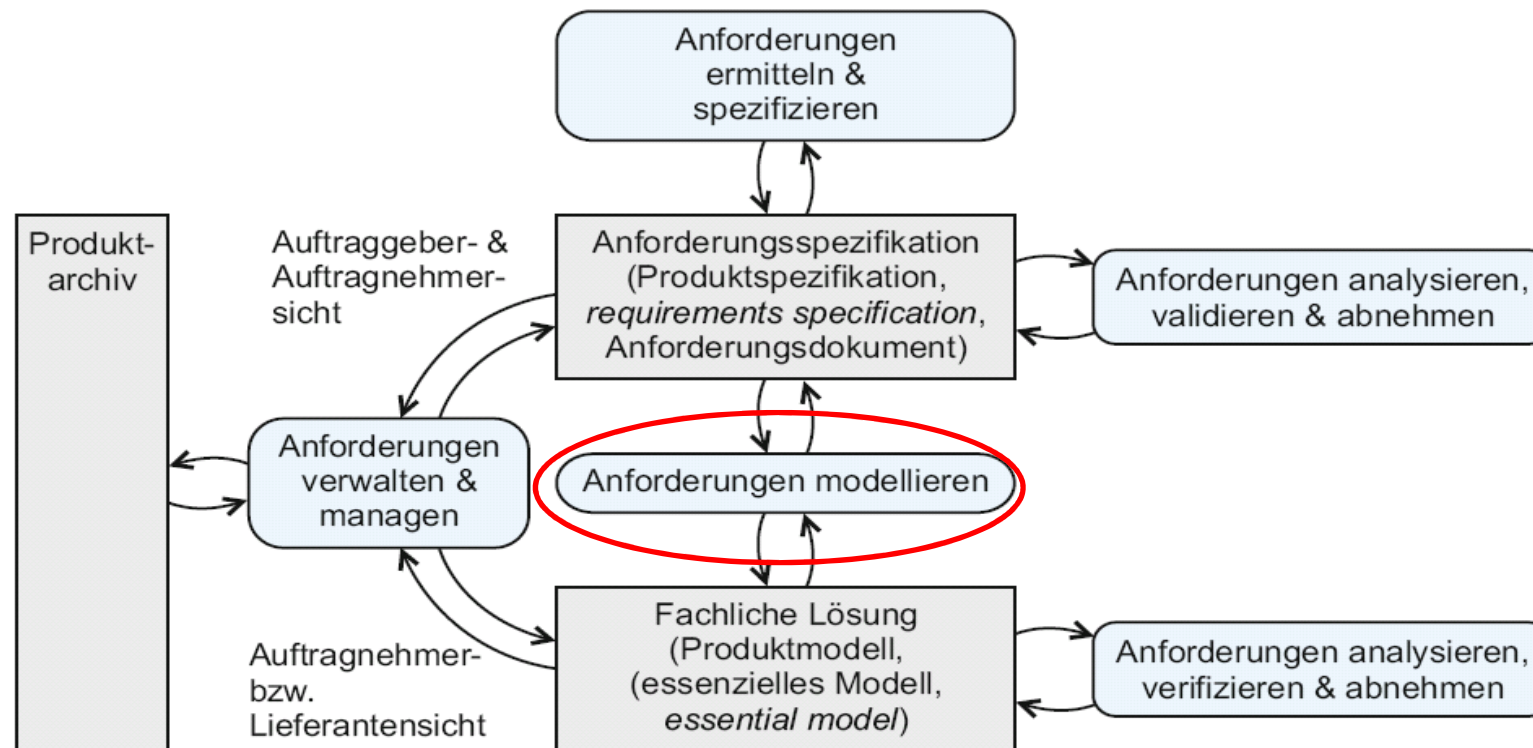 Anforderungen
ermitteln &
spezifizieren
Produkt-
archiv
Auftraggeber- &
Auftragnehmer-
sicht
Anforderungsspezifikation
(Produktspezifikation,
requirements specification,
Anforderungsdokument)
Anforderungen analysieren,
validieren & abnehmen
Anforderungen
verwalten &
managen
Anforderungen modellieren
Auftragnehmer-
bzw.
Lieferantensicht
Fachliche Lösung
(Produktmodell,
(essenzielles Modell,
essential model)
Anforderungen analysieren,
verifizieren & abnehmen